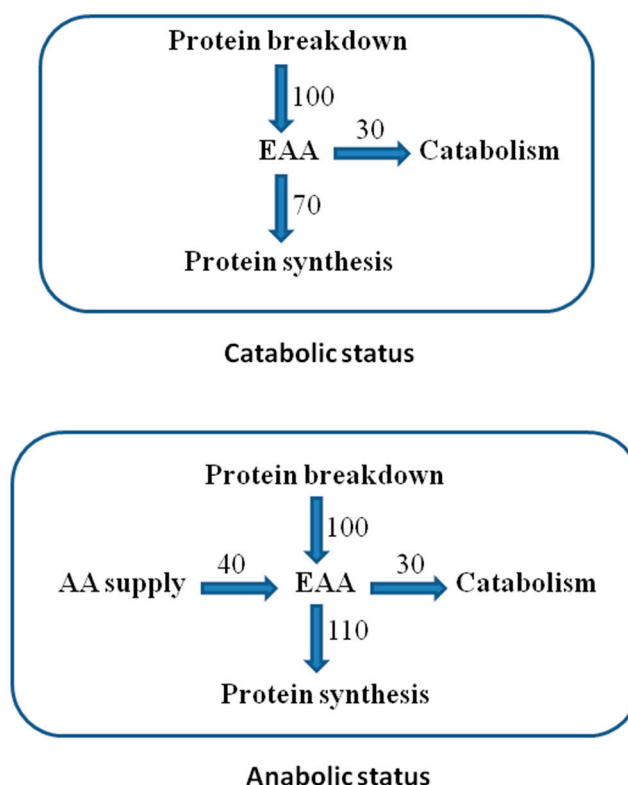 Protein breakdown
100
EAA
30
Catabolism
70
Protein synthesis
Catabolic status
Protein breakdown
100
AA supply
40
EAA
30
Catabolism
110
Protein synthesis
Anabolic status